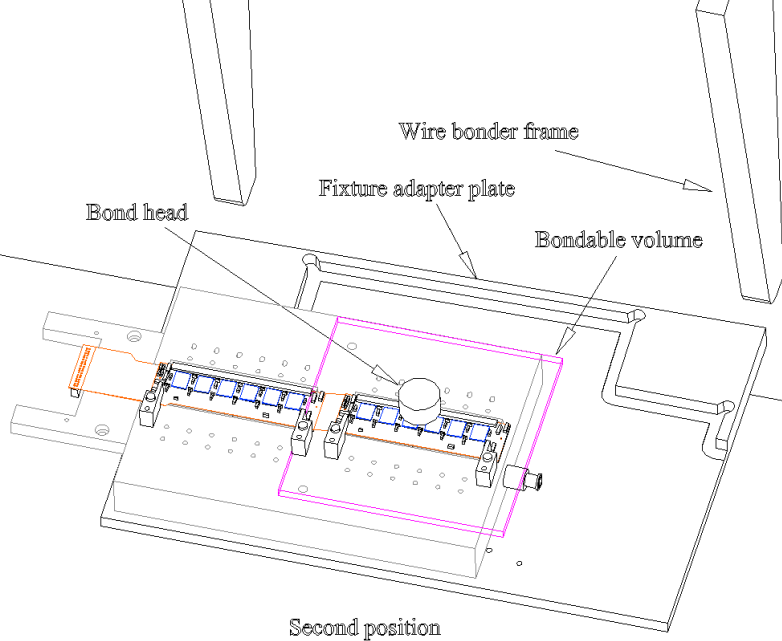 Wire bonder frame
Fixture adapter plate
Bond head
Bondable volume
Second position